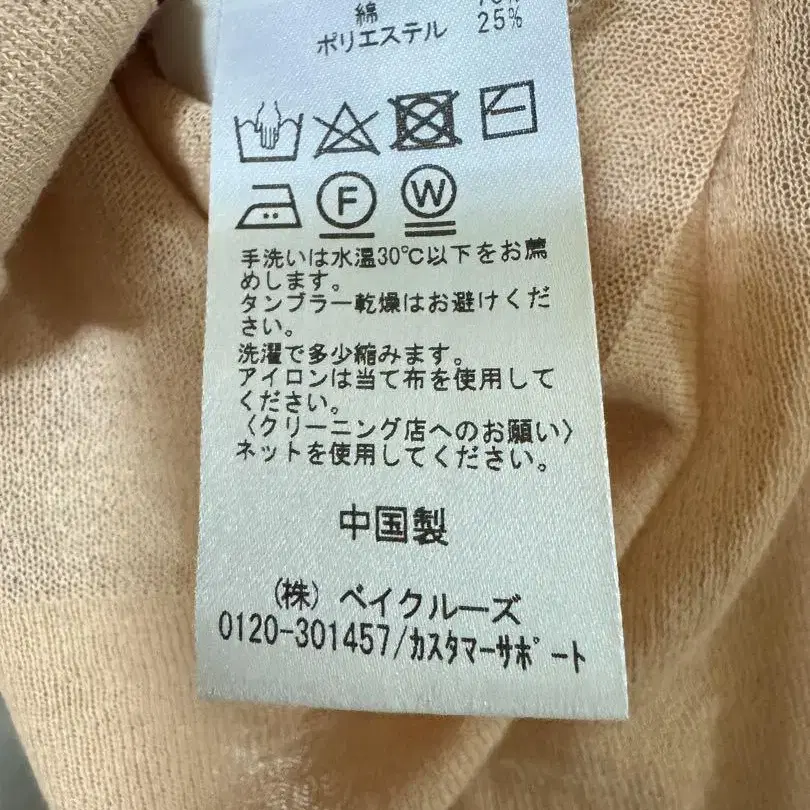 綿
ポリエステル 25%
F W
手洗いは水温30℃以下をお薦
めします。
タンブラー乾燥はお避けくだ
さい。
洗濯で多少縮みます。
アイロンは当て布を使用して
ください。
〈クリーニング店へのお願い〉
ネットを使用してください。
中国製
(株) ベイクルーズ
0120-301457/カスタマーサポート